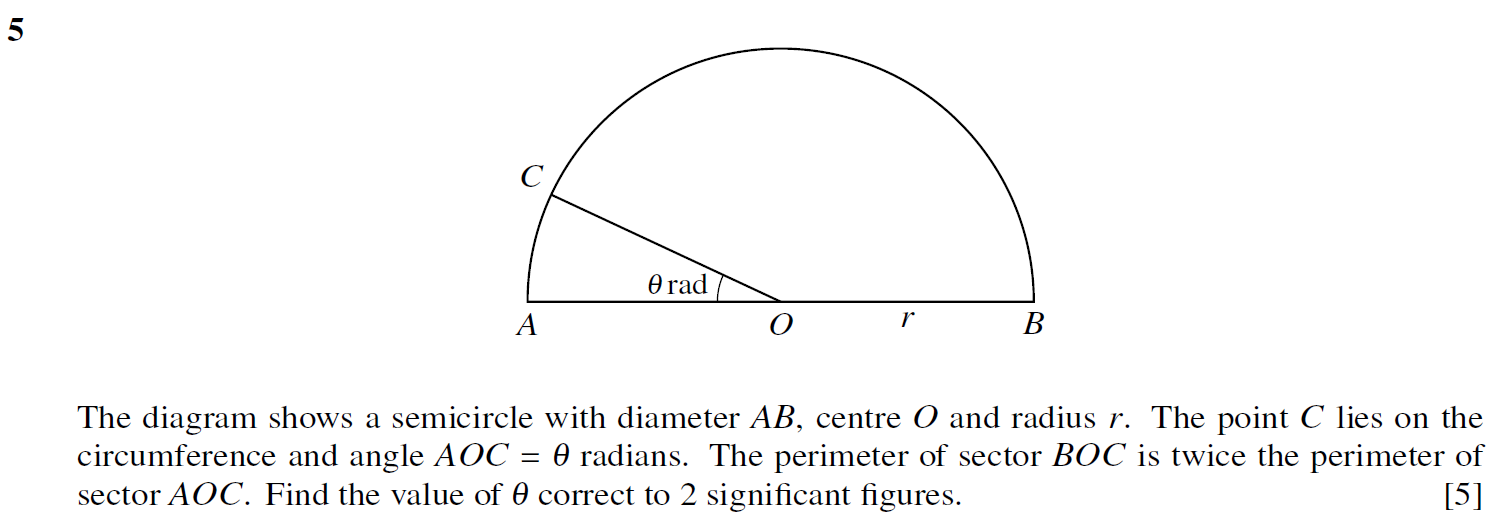 5
C
θ rad
A
O
r
B
The diagram shows a semicircle with diameter AB, centre O and radius r. The point C lies on the
circumference and angle AOC = θ radians. The perimeter of sector BOC is twice the perimeter of
sector AOC. Find the value of θ correct to 2 significant figures. [5]